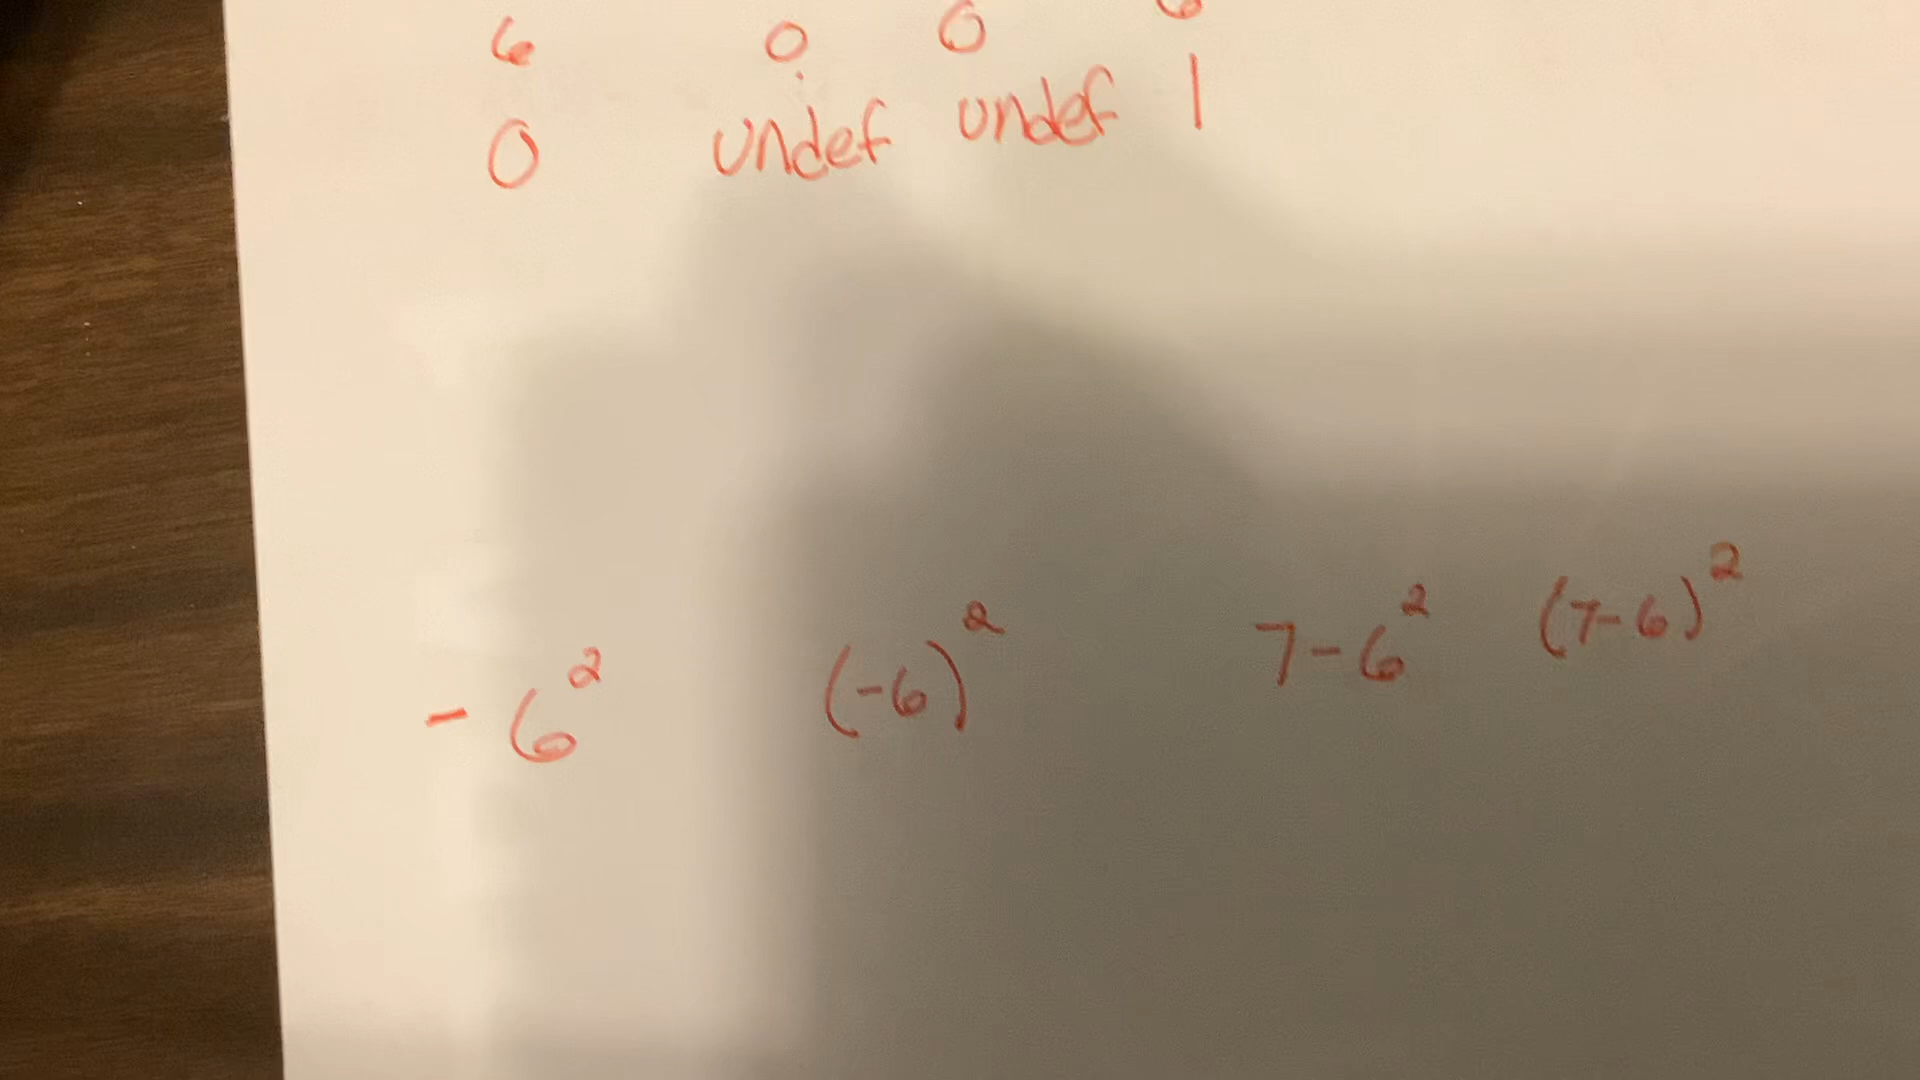 6 0 0
0 undef undef 1
-6² (-6)² 7-6² (7-6)²